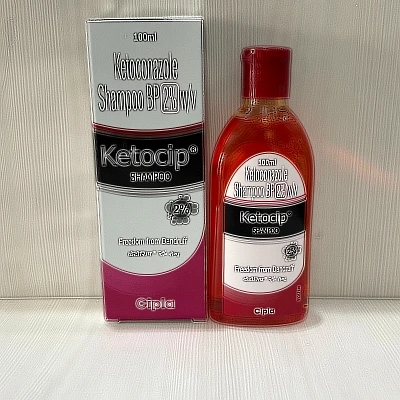 100ml
Ketoconazole
Shampoo BP 2% w/v
Ketocip®
SHAMPOO
2%
Freedom from Dandruff
Cipla
100ml
Ketoconazole
Shampoo BP 2% w/v
Ketocip®
SHAMPOO
2%
Freedom from Dandruff
Cipla